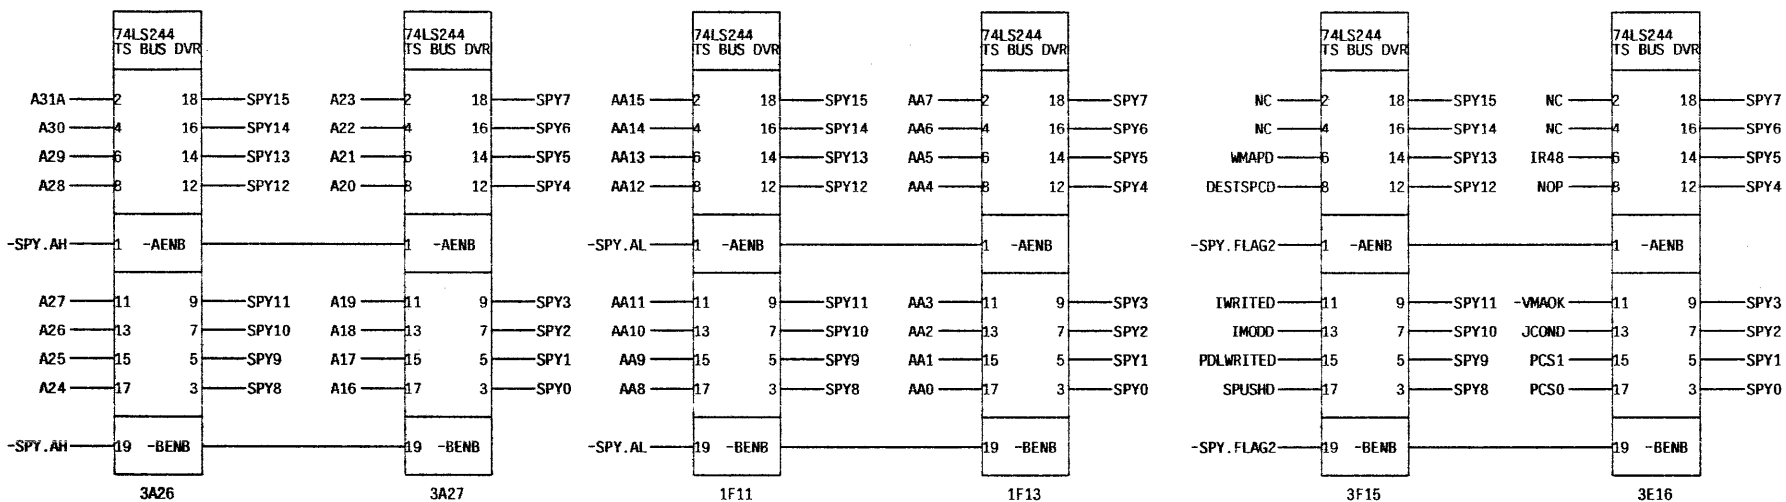 74LS244 74LS244 74LS244 74LS244 74LS244 74LS244
TS BUS DVR TS BUS DVR TS BUS DVR TS BUS DVR TS BUS DVR TS BUS DVR
A31A 2 18 SPY15 A23 2 18 SPY7 AA15 2 18 SPY15 AA7 2 18 SPY7 NC 2 18 SPY15 NC 2 18 SPY7
A30 4 16 SPY14 A22 4 16 SPY6 AA14 4 16 SPY14 AA6 4 16 SPY6 NC 4 16 SPY14 NC 4 16 SPY6
A29 6 14 SPY13 A21 6 14 SPY5 AA13 6 14 SPY13 AA5 6 14 SPY5 WMAPD 6 14 SPY13 IR48 6 14 SPY5
A28 8 12 SPY12 A20 8 12 SPY4 AA12 8 12 SPY12 AA4 8 12 SPY4 DESTSPCD 8 12 SPY12 NOP 8 12 SPY4
-SPY.AH 1 -AENB 1 -AENB -SPY.AL 1 -AENB 1 -AENB -SPY.FLAG2 1 -AENB 1 -AENB
A27 11 9 SPY11 A19 11 9 SPY3 AA11 11 9 SPY11 AA3 11 9 SPY3 IWRITED 11 9 SPY11 -VMAOK 11 9 SPY3
A26 13 7 SPY10 A18 13 7 SPY2 AA10 13 7 SPY10 AA2 13 7 SPY2 IMODD 13 7 SPY10 JCOND 13 7 SPY2
A25 15 5 SPY9 A17 15 5 SPY1 AA9 15 5 SPY9 AA1 15 5 SPY1 PDLWRITED 15 5 SPY9 PCS1 15 5 SPY1
A24 17 3 SPY8 A16 17 3 SPY0 AA8 17 3 SPY8 AA0 17 3 SPY0 SPUSHD 17 3 SPY8 PCS0 17 3 SPY0
-SPY.AH 19 -BENB 19 -BENB -SPY.AL 19 -BENB 19 -BENB -SPY.FLAG2 19 -BENB 19 -BENB
3A26 3A27 1F11 1F13 3F15 3E16